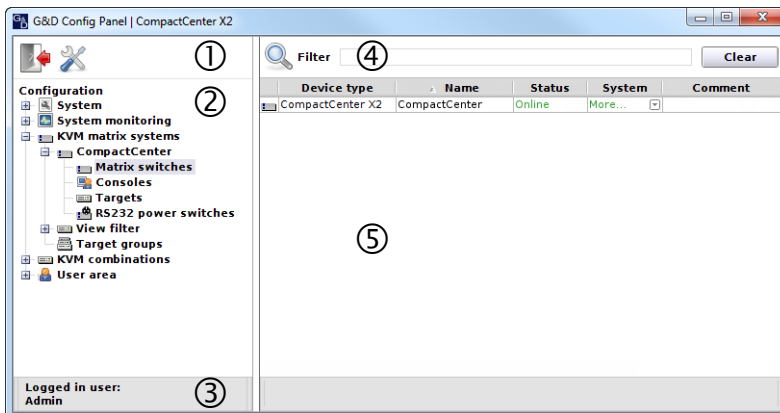 G&D Config Panel | CompactCenter X2
①
④
Filter
Clear
Configuration
②
System
System monitoring
KVM matrix systems
CompactCenter
Matrix switches
Consoles
Targets
RS232 power switches
View filter
Target groups
KVM combinations
User area
Device type Name Status System Comment
CompactCenter X2 CompactCenter Online More...
⑤
Logged in user:
Admin
③